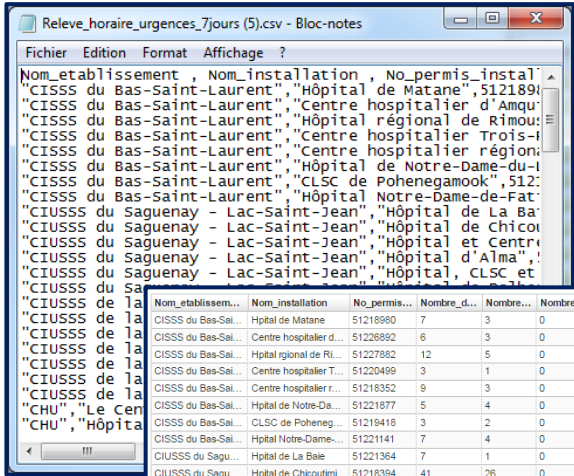 Releve_horaire_urgences_7jours (5).csv - Bloc-notes
Fichier Edition Format Affichage ?
Nom_etablissement , Nom_installation , No_permis_instal
"CISSS du Bas-Saint-Laurent","Hôpital de Matane",5121898
"CISSS du Bas-Saint-Laurent","Centre hospitalier d'Amqu
"CISSS du Bas-Saint-Laurent","Hôpital régional de Rimous
"CISSS du Bas-Saint-Laurent","Centre hospitalier Trois-P
"CISSS du Bas-Saint-Laurent","Centre hospitalier région
"CISSS du Bas-Saint-Laurent","Hôpital de Notre-Dame-du-L
"CISSS du Bas-Saint-Laurent","CLSC de Pohenegamook",512
"CISSS du Bas-Saint-Laurent","Hôpital Notre-Dame-de-Fat
"CIUSSS du Saguenay - Lac-Saint-Jean","Hôpital de La Ba
"CIUSSS du Saguenay - Lac-Saint-Jean","Hôpital de Chicou
"CIUSSS du Saguenay - Lac-Saint-Jean","Hôpital et Centr
"CIUSSS du Saguenay - Lac-Saint-Jean","Hôpital d'Alma",
"CIUSSS du Saguenay - Lac-Saint-Jean","Hôpital, CLSC et
"CIUSSS du Sague
"CIUSSS de la
"CIUSSS de la
"CIUSSS de la
"CIUSSS de la
"CIUSSS de la
"CIUSSS de la
"CHU","Le Cen
"CHU","Hôpita
Nom_etablissem... Nom_installation No_permis... Nombre_d... Nombre... Nombre
CISSS du Bas-Sai... Hpital de Matane 51218980 7 3 0
CISSS du Bas-Sai... Centre hospitalier d... 51226892 6 3 0
CISSS du Bas-Sai... Hpital rgional de Ri... 51227882 12 5 0
CISSS du Bas-Sai... Centre hospitalier T... 51220499 3 1 0
CISSS du Bas-Sai... Centre hospitalier r... 51218352 9 3 0
CISSS du Bas-Sai... Hpital de Notre-Da... 51221877 5 4 0
CISSS du Bas-Sai... CLSC de Poheneg... 51219418 3 2 0
CISSS du Bas-Sai... Hpital Notre-Dame-... 51221141 7 4 0
CIUSSS du Sagu... Hpital de La Baie 51221364 7 1 0
CIUSSS du Sagu... Hpital de Chicoutimi 51218394 41 26 0